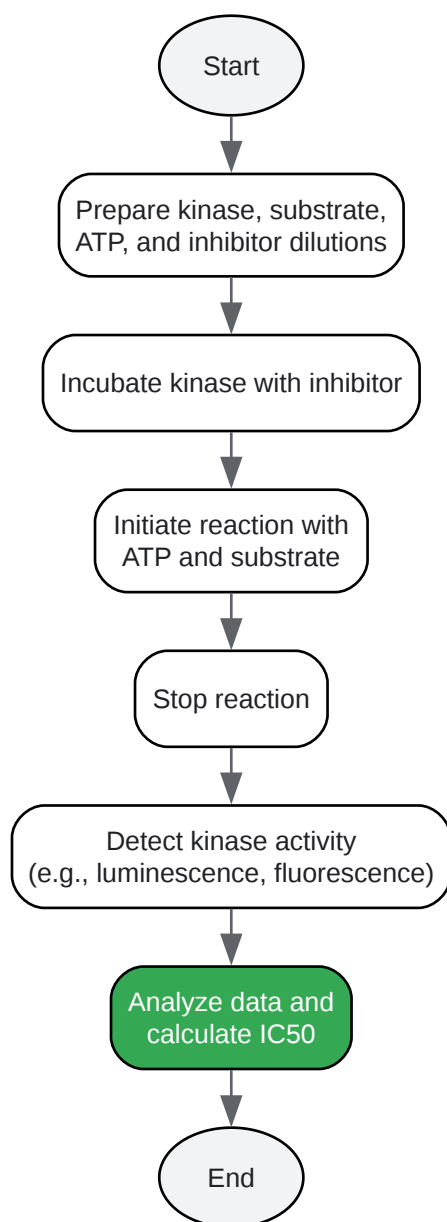 Start
Prepare kinase, substrate,
ATP, and inhibitor dilutions
Incubate kinase with inhibitor
Initiate reaction with
ATP and substrate
Stop reaction
Detect kinase activity
(e.g., luminescence, fluorescence)
Analyze data and
calculate IC50
End